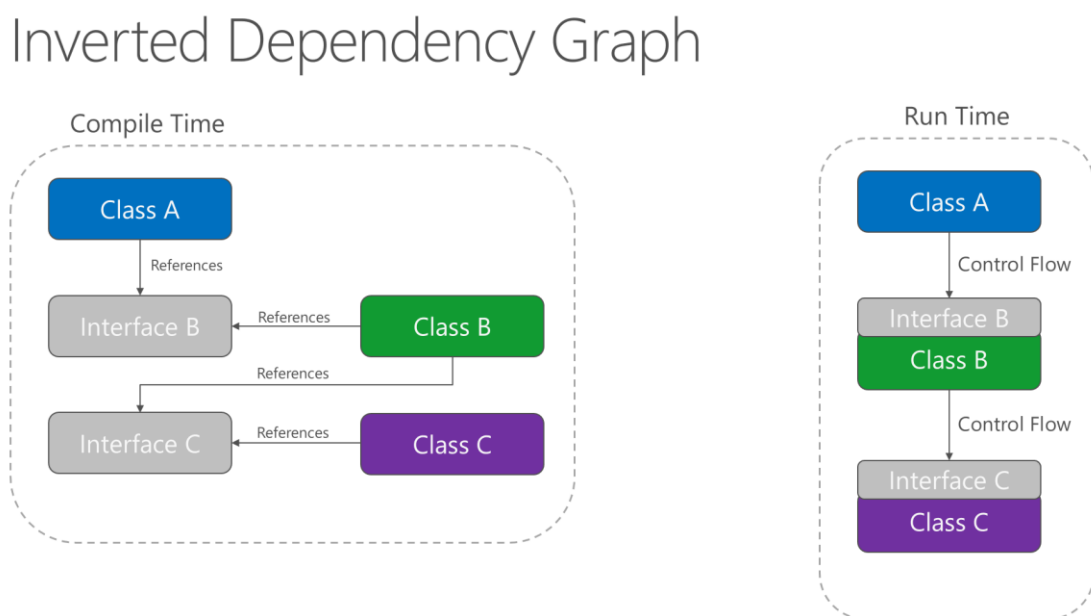 Inverted Dependency Graph
Compile Time
Class A
References
Interface B
References
Class B
References
Interface C
References
Class C
Run Time
Class A
Control Flow
Interface B
Class B
Control Flow
Interface C
Class C